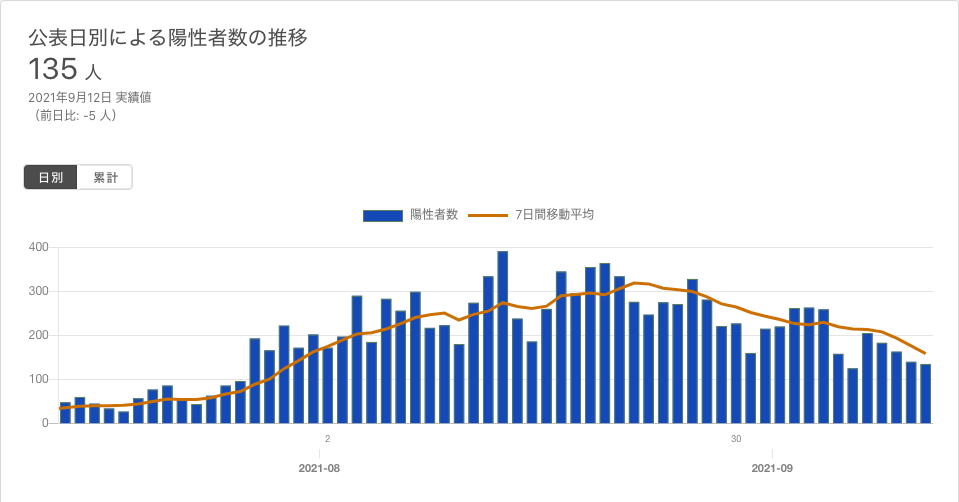 公表日別による陽性者数の推移
135 人
2021年9月12日 実績値
（前日比: -5 人）
日別 累計
陽性者数 7日間移動平均
400
300
200
100
0
2 30
2021-08 2021-09